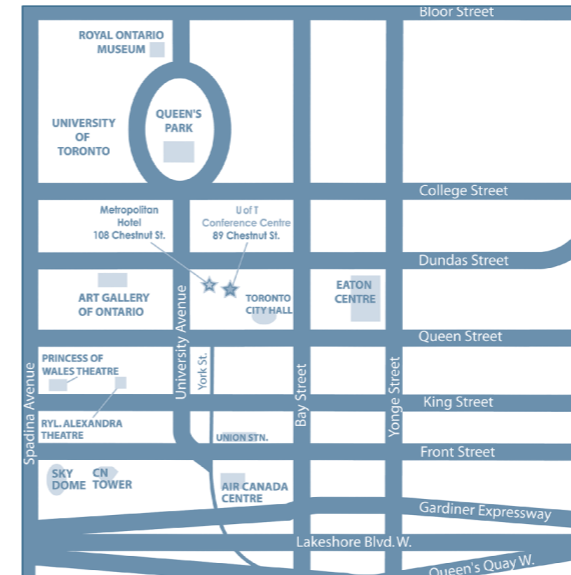 Bloor Street
ROYAL ONTARIO
MUSEUM
QUEEN'S
PARK
UNIVERSITY
OF
TORONTO
College Street
Metropolitan
Hotel
108 Chestnut St.
U of T
Conference Centre
89 Chestnut St.
Dundas Street
ART GALLERY
OF ONTARIO
University Avenue
TORONTO
CITY HALL
EATON
CENTRE
Queen Street
PRINCESS OF
WALES THEATRE
York St.
Spadina Avenue
Bay Street
Yonge Street
King Street
RYL. ALEXANDRA
THEATRE
UNION STN.
Front Street
SKY
DOME
CN
TOWER
AIR CANADA
CENTRE
Gardiner Expressway
Lakeshore Blvd. W.
Queen's Quay W.